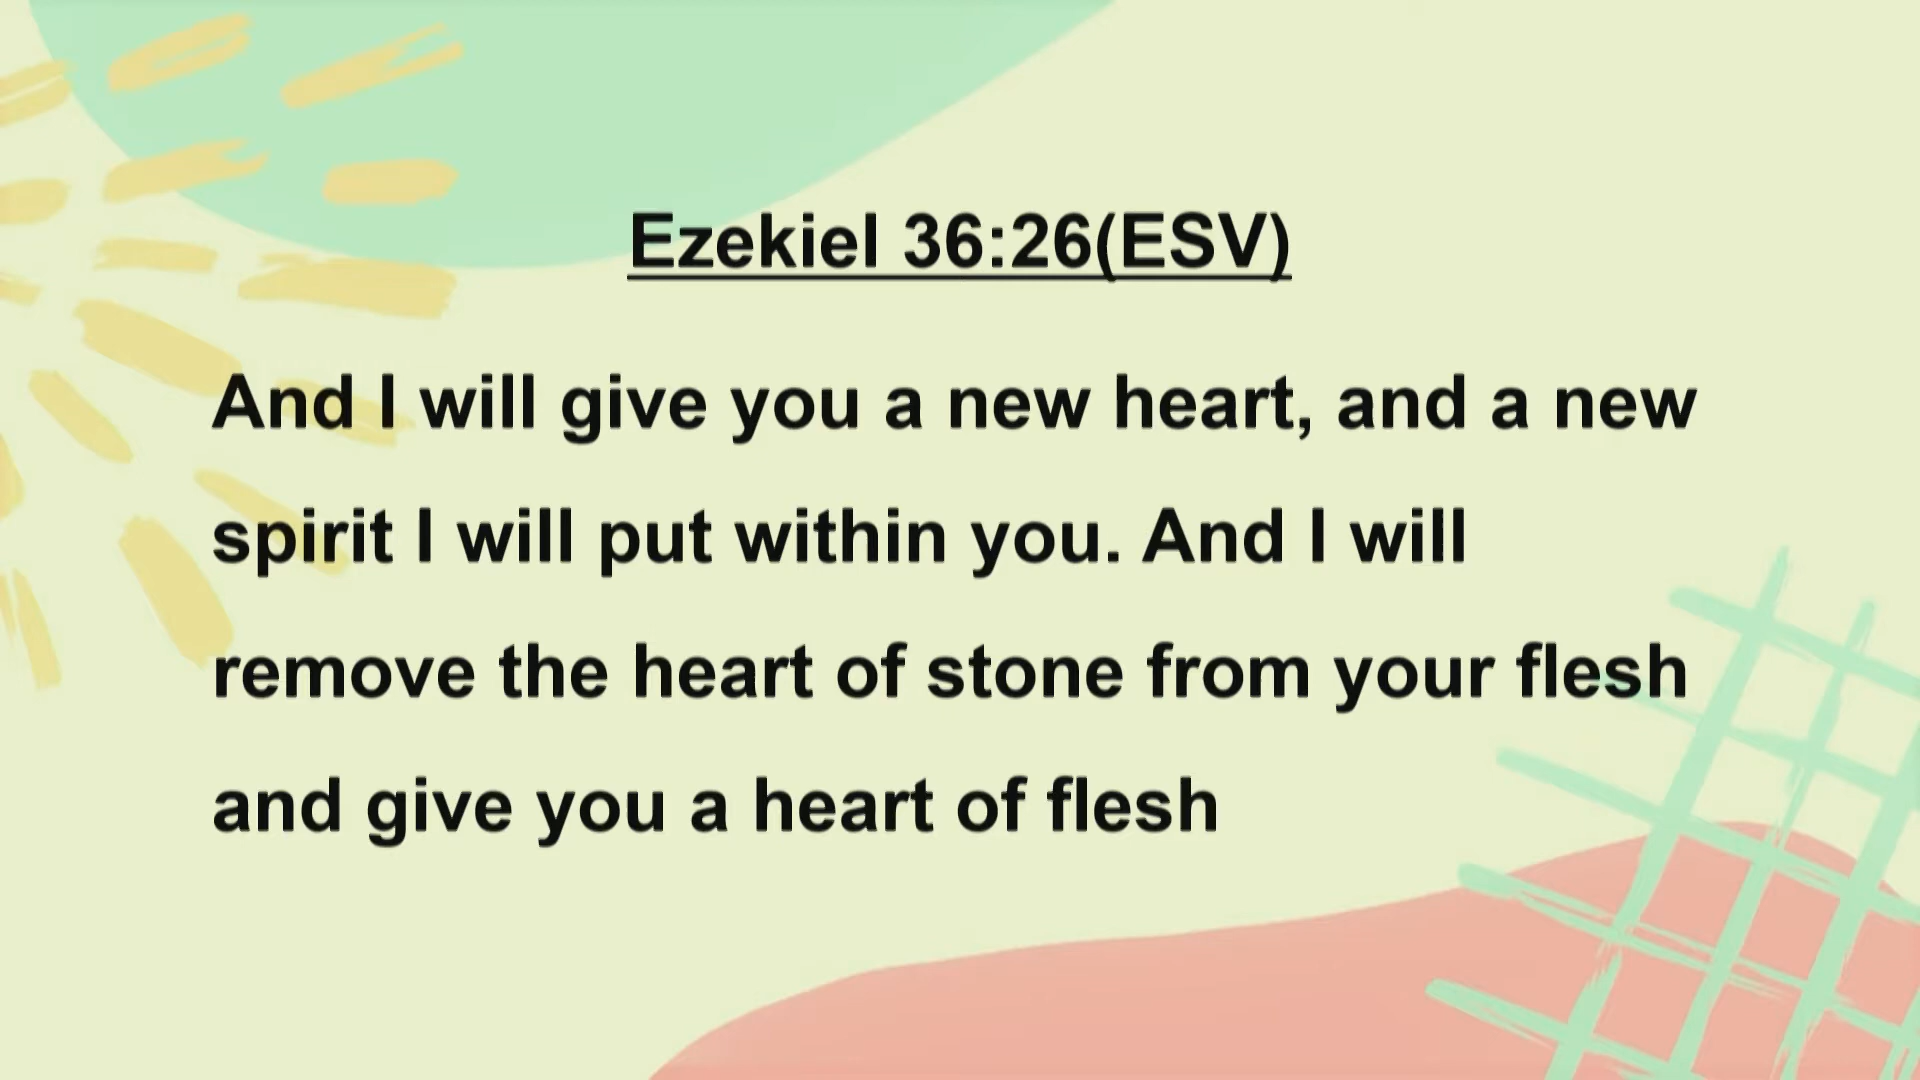 Ezekiel 36:26(ESV)
And I will give you a new heart, and a new
spirit I will put within you. And I will
remove the heart of stone from your flesh
and give you a heart of flesh